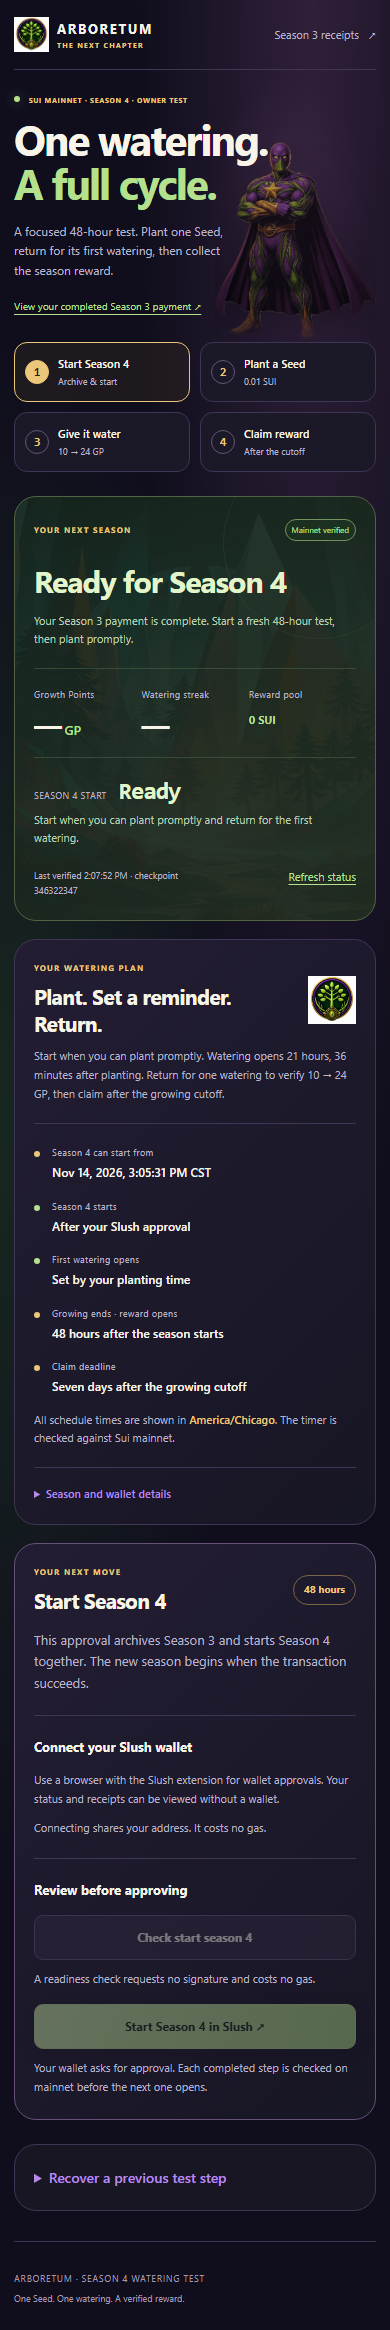 ARBORETUM
THE NEXT CHAPTER
Season 3 receipts ↗
SUI MAINNET · SEASON 4 · OWNER TEST
One watering.
A full cycle.
A focused 48-hour test. Plant one Seed,
return for its first watering, then collect
the season reward.
View your completed Season 3 payment ↗
1
Start Season 4
Archive & start
2
Plant a Seed
0.01 SUI
3
Give it water
10 → 24 GP
4
Claim reward
After the cutoff
YOUR NEXT SEASON
Mainnet verified
Ready for Season 4
Your Season 3 payment is complete. Start a fresh 48-hour test,
then plant promptly.
Growth Points
— GP
Watering streak
—
Reward pool
0 SUI
SEASON 4 START Ready
Start when you can plant promptly and return for the first
watering.
Last verified 2:07:52 PM · checkpoint
346322347
Refresh status
YOUR WATERING PLAN
Plant. Set a reminder.
Return.
Start when you can plant promptly. Watering opens 21 hours, 36
minutes after planting. Return for one watering to verify 10 → 24
GP, then claim after the growing cutoff.
Season 4 can start from
Nov 14, 2026, 3:05:31 PM CST
Season 4 starts
After your Slush approval
First watering opens
Set by your planting time
Growing ends · reward opens
48 hours after the season starts
Claim deadline
Seven days after the growing cutoff
All schedule times are shown in America/Chicago. The timer is
checked against Sui mainnet.
▶ Season and wallet details
YOUR NEXT MOVE
Start Season 4
48 hours
This approval archives Season 3 and starts Season 4
together. The new season begins when the transaction
succeeds.
Connect your Slush wallet
Use a browser with the Slush extension for wallet approvals. Your
status and receipts can be viewed without a wallet.
Connecting shares your address. It costs no gas.
Review before approving
Check start season 4
A readiness check requests no signature and costs no gas.
Start Season 4 in Slush ↗
Your wallet asks for approval. Each completed step is checked on
mainnet before the next one opens.
▶ Recover a previous test step
ARBORETUM · SEASON 4 WATERING TEST
One Seed. One watering. A verified reward.